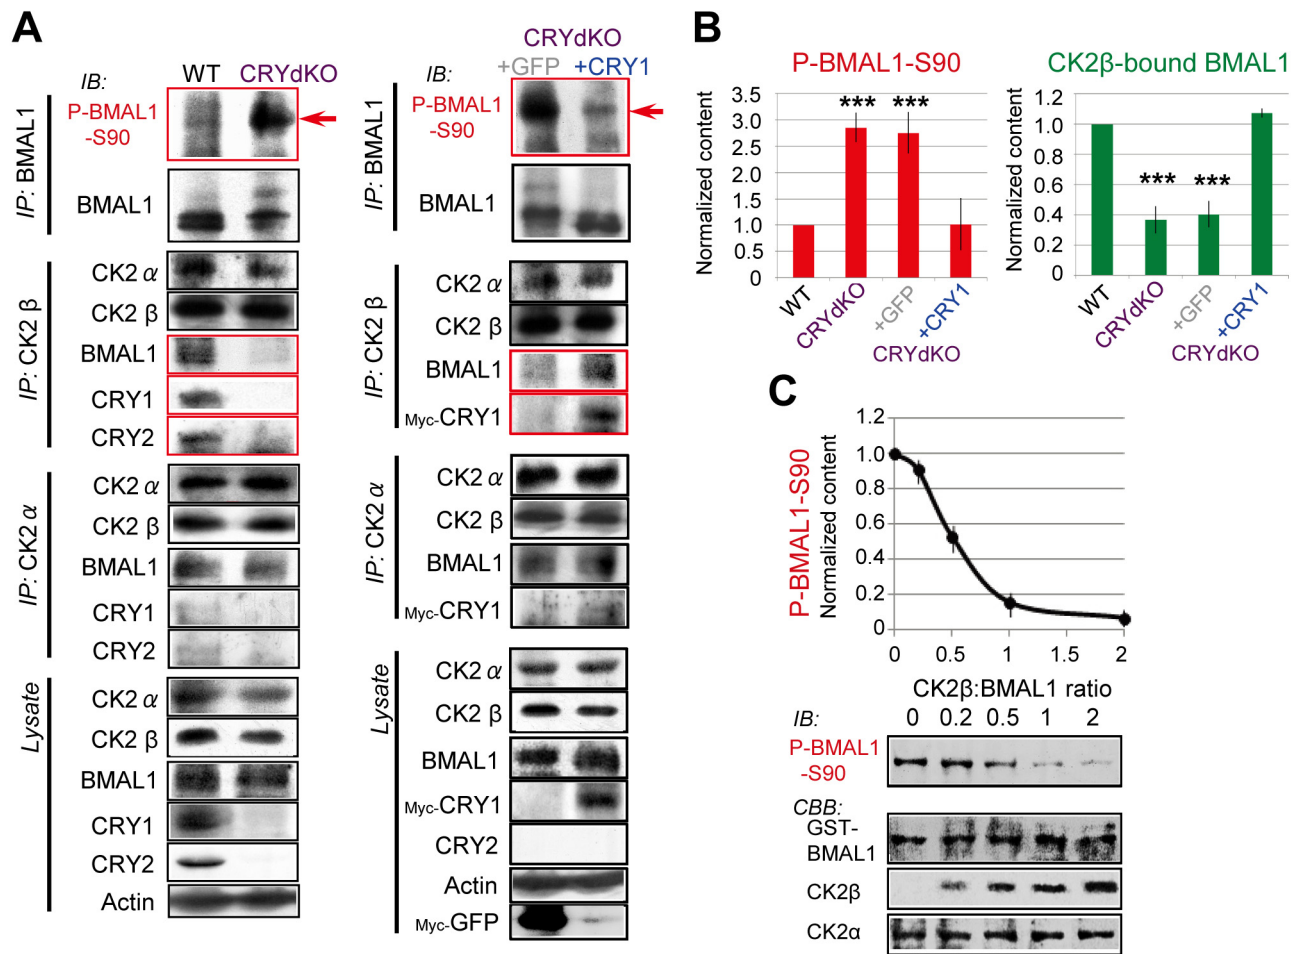 A
IB:
WT CRYdKO
IP: BMAL1
P-BMAL1
-S90
BMAL1
IP: CK2 β
CK2 α
CK2 β
BMAL1
CRY1
CRY2
IP: CK2 α
CK2 α
CK2 β
BMAL1
CRY1
CRY2
Lysate
CK2 α
CK2 β
BMAL1
CRY1
CRY2
Actin
CRYdKO
IB:
+GFP +CRY1
IP: BMAL1
P-BMAL1
-S90
BMAL1
IP: CK2 β
CK2 α
CK2 β
BMAL1
Myc-CRY1
IP: CK2 α
CK2 α
CK2 β
BMAL1
Myc-CRY1
Lysate
CK2 α
CK2 β
BMAL1
Myc-CRY1
CRY2
Actin
Myc-GFP
B
P-BMAL1-S90
Normalized content
3.5
3.0
2.5
2.0
1.5
1.0
0.5
0
*** ***
WT
CRYdKO
+GFP
+CRY1
CRYdKO
CK2β-bound BMAL1
Normalized content
1.2
1.0
0.8
0.6
0.4
0.2
0
*** ***
WT
CRYdKO
+GFP
+CRY1
CRYdKO
C
P-BMAL1-S90
Normalized content
1.2
1.0
0.8
0.6
0.4
0.2
0
0 0.5 1 1.5 2
CK2β:BMAL1 ratio
IB: 0 0.2 0.5 1 2
P-BMAL1
-S90
CBB:
GST-
BMAL1
CK2β
CK2α